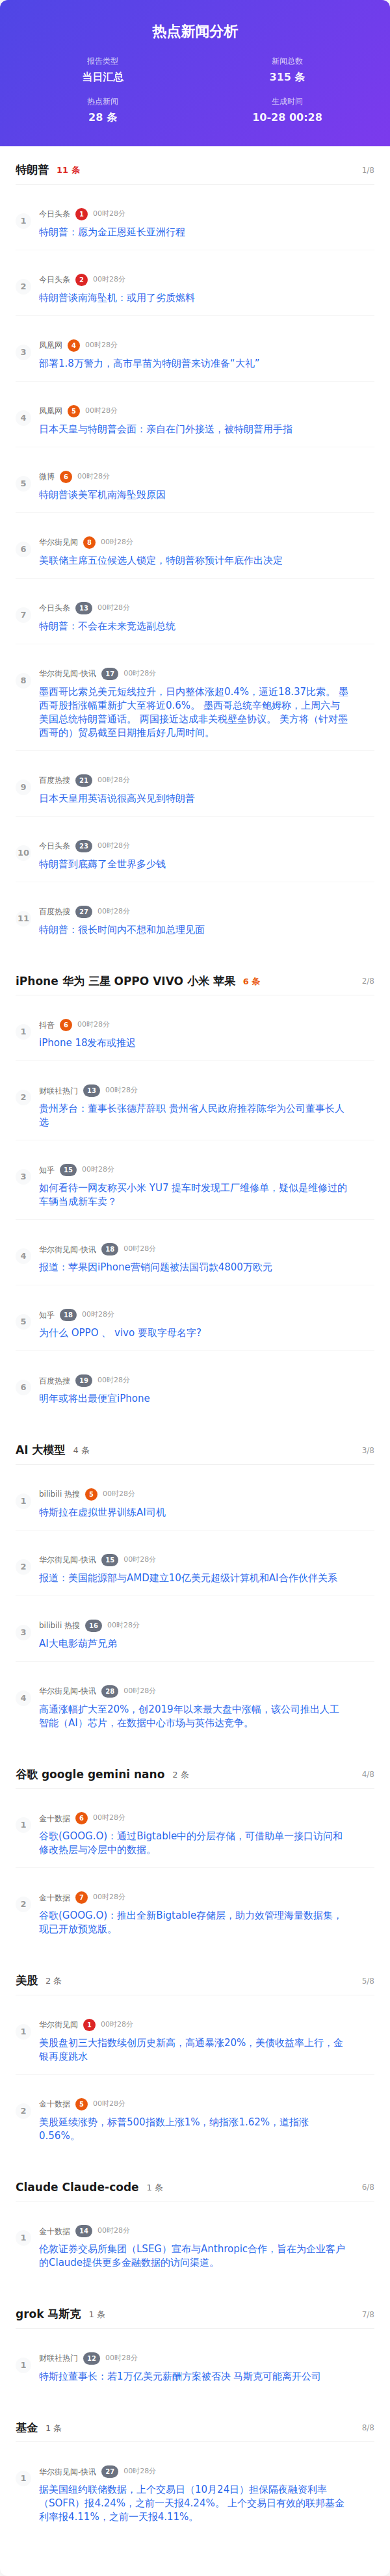 热点新闻分析
报告类型
当日汇总
新闻总数
315 条
热点新闻
28 条
生成时间
10-28 00:28
特朗普 11 条 1/8
1
今日头条 1 00时28分
特朗普：愿为金正恩延长亚洲行程
2
今日头条 2 00时28分
特朗普谈南海坠机：或用了劣质燃料
3
凤凰网 4 00时28分
部署1.8万警力，高市早苗为特朗普来访准备“大礼”
4
凤凰网 5 00时28分
日本天皇与特朗普会面：亲自在门外接送，被特朗普用手指
5
微博 6 00时28分
特朗普谈美军机南海坠毁原因
6
华尔街见闻 8 00时28分
美联储主席五位候选人锁定，特朗普称预计年底作出决定
7
今日头条 13 00时28分
特朗普：不会在未来竞选副总统
8
华尔街见闻-快讯 17 00时28分
墨西哥比索兑美元短线拉升，日内整体涨超0.4%，逼近18.37比索。 墨
西哥股指涨幅重新扩大至将近0.6%。 墨西哥总统辛鲍姆称，上周六与
美国总统特朗普通话。 两国接近达成非关税壁垒协议。 美方将（针对墨
西哥的）贸易截至日期推后好几周时间。
9
百度热搜 21 00时28分
日本天皇用英语说很高兴见到特朗普
10
今日头条 23 00时28分
特朗普到底薅了全世界多少钱
11
百度热搜 27 00时28分
特朗普：很长时间内不想和加总理见面
iPhone 华为 三星 OPPO VIVO 小米 苹果 6 条 2/8
1
抖音 6 00时28分
iPhone 18发布或推迟
2
财联社热门 13 00时28分
贵州茅台：董事长张德芹辞职 贵州省人民政府推荐陈华为公司董事长人
选
3
知乎 15 00时28分
如何看待一网友称买小米 YU7 提车时发现工厂维修单，疑似是维修过的
车辆当成新车卖？
4
华尔街见闻-快讯 18 00时28分
报道：苹果因iPhone营销问题被法国罚款4800万欧元
5
知乎 18 00时28分
为什么 OPPO 、 vivo 要取字母名字?
6
百度热搜 19 00时28分
明年或将出最便宜iPhone
AI 大模型 4 条 3/8
1
bilibili 热搜 5 00时28分
特斯拉在虚拟世界训练AI司机
2
华尔街见闻-快讯 15 00时28分
报道：美国能源部与AMD建立10亿美元超级计算机和AI合作伙伴关系
3
bilibili 热搜 16 00时28分
AI大电影葫芦兄弟
4
华尔街见闻-快讯 28 00时28分
高通涨幅扩大至20%，创2019年以来最大盘中涨幅，该公司推出人工
智能（AI）芯片，在数据中心市场与英伟达竞争。
谷歌 google gemini nano 2 条 4/8
1
金十数据 6 00时28分
谷歌(GOOG.O)：通过Bigtable中的分层存储，可借助单一接口访问和
修改热层与冷层中的数据。
2
金十数据 7 00时28分
谷歌(GOOG.O)：推出全新Bigtable存储层，助力效管理海量数据集，
现已开放预览版。
美股 2 条 5/8
1
华尔街见闻 1 00时28分
美股盘初三大指数续创历史新高，高通暴涨20%，美债收益率上行，金
银再度跳水
2
金十数据 5 00时28分
美股延续涨势，标普500指数上涨1%，纳指涨1.62%，道指涨
0.56%。
Claude Claude-code 1 条 6/8
1
金十数据 14 00时28分
伦敦证券交易所集团（LSEG）宣布与Anthropic合作，旨在为企业客户
的Claude提供更多金融数据的访问渠道。
grok 马斯克 1 条 7/8
1
财联社热门 12 00时28分
特斯拉董事长：若1万亿美元薪酬方案被否决 马斯克可能离开公司
基金 1 条 8/8
1
华尔街见闻-快讯 27 00时28分
据美国纽约联储数据，上个交易日（10月24日）担保隔夜融资利率
（SOFR）报4.24%，之前一天报4.24%。 上个交易日有效的联邦基金
利率报4.11%，之前一天报4.11%。